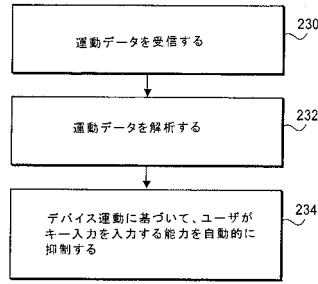 230
運動データを受信する
232
運動データを解析する
234
デバイス運動に基づいて、ユーザが
キー入力を入力する能力を自動的に
抑制する